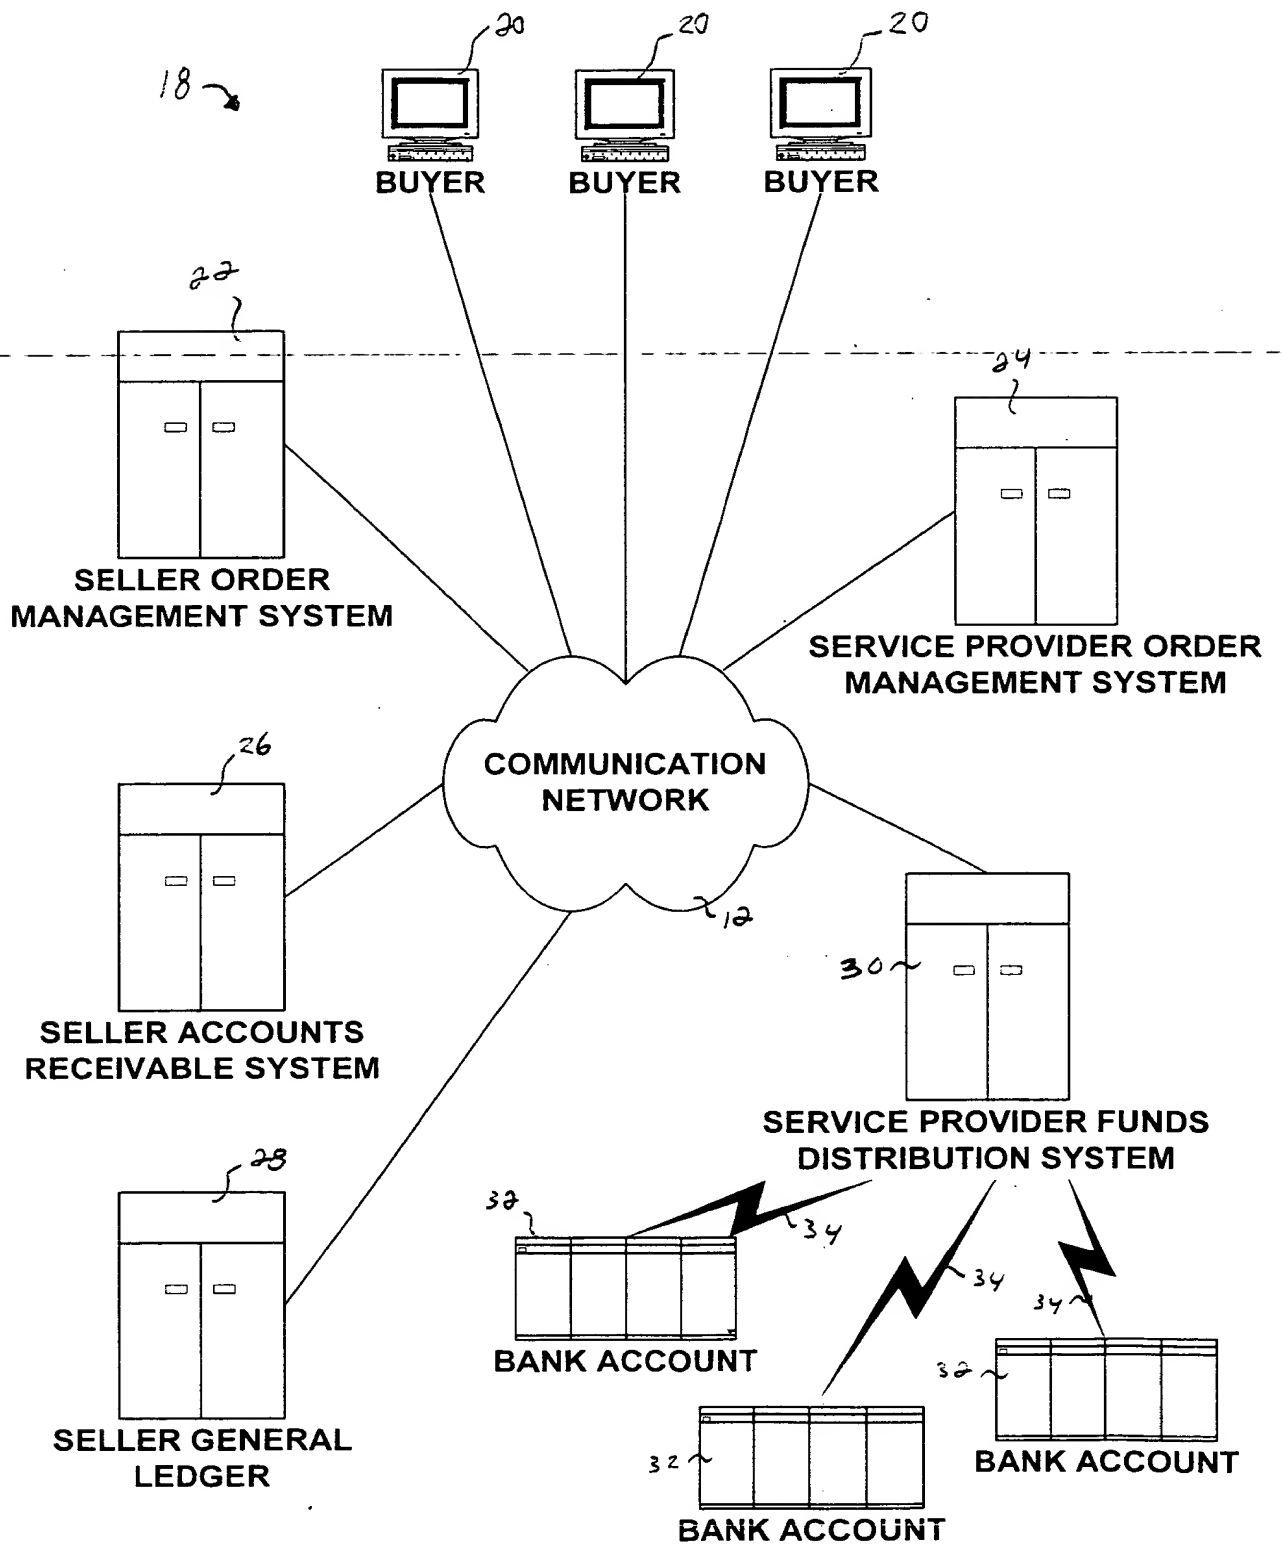 20 20 20
18
BUYER BUYER BUYER
22
24
SELLER ORDER
MANAGEMENT SYSTEM
SERVICE PROVIDER ORDER
MANAGEMENT SYSTEM
26
COMMUNICATION
NETWORK
12
30
SELLER ACCOUNTS
RECEIVABLE SYSTEM
SERVICE PROVIDER FUNDS
DISTRIBUTION SYSTEM
28
32
34
34
34
BANK ACCOUNT
32
BANK ACCOUNT
SELLER GENERAL
LEDGER
32
BANK ACCOUNT